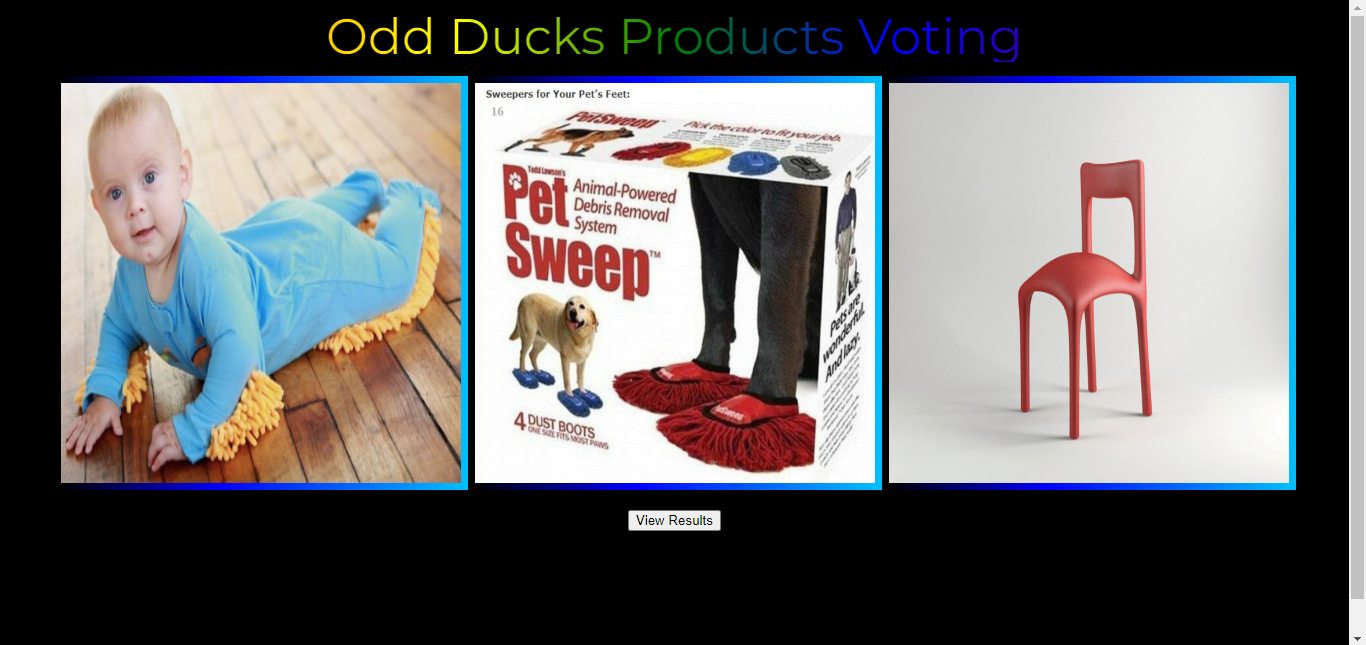 Odd Ducks Products Voting
Sweepers for Your Pet's Feet:
16
PetSweep™
Pick the color to fit your job.
Todd Lawson's
Pet
Sweep™
Animal-Powered
Debris Removal
System
Pets are
wonderful.
And lazy.
PetSweep
PetSweep
4 DUST BOOTS
ONE SIZE FITS MOST PAWS
View Results